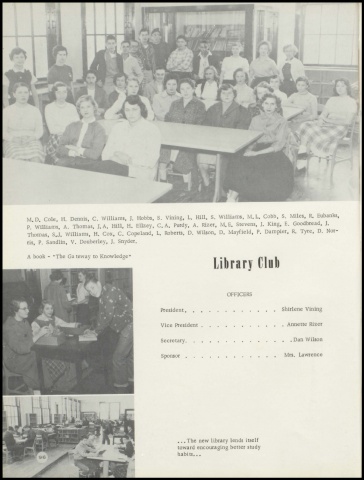 M.D. Cole, H. Dennis, C. Williams, J. Hobbs, S. Vining, L. Hill, S. Williams, M.L. Cobb, S. Miles, R. Eubanks,
P. Williams, A. Thomas, J.A. Hill, H. Ellzey, C.A. Purdy, A. Rizer, M.E. Stevens, J. King, E. Goodbread, J.
Thomas, S.J. Williams, H. Cox, C. Copeland, L. Roberts, D. Wilson, D. Mayfield, P. Dampier, R. Tyre, D. Nor-
ris, P. Sandlin, V. Deuberley, J. Snyder.
A book - "The Gateway to Knowledge"
Library Club
OFFICERS
President, . . . . . . . . . . . . . Shirlene Vining
Vice President . . . . . . . . . . . . Annette Rizer
Secretary. . . . . . . . . . . . . . Dan Wilson
Sponsor . . . . . . . . . . . . . . Mrs. Lawrence
...The new library lends itself
toward encouraging better study
habits...